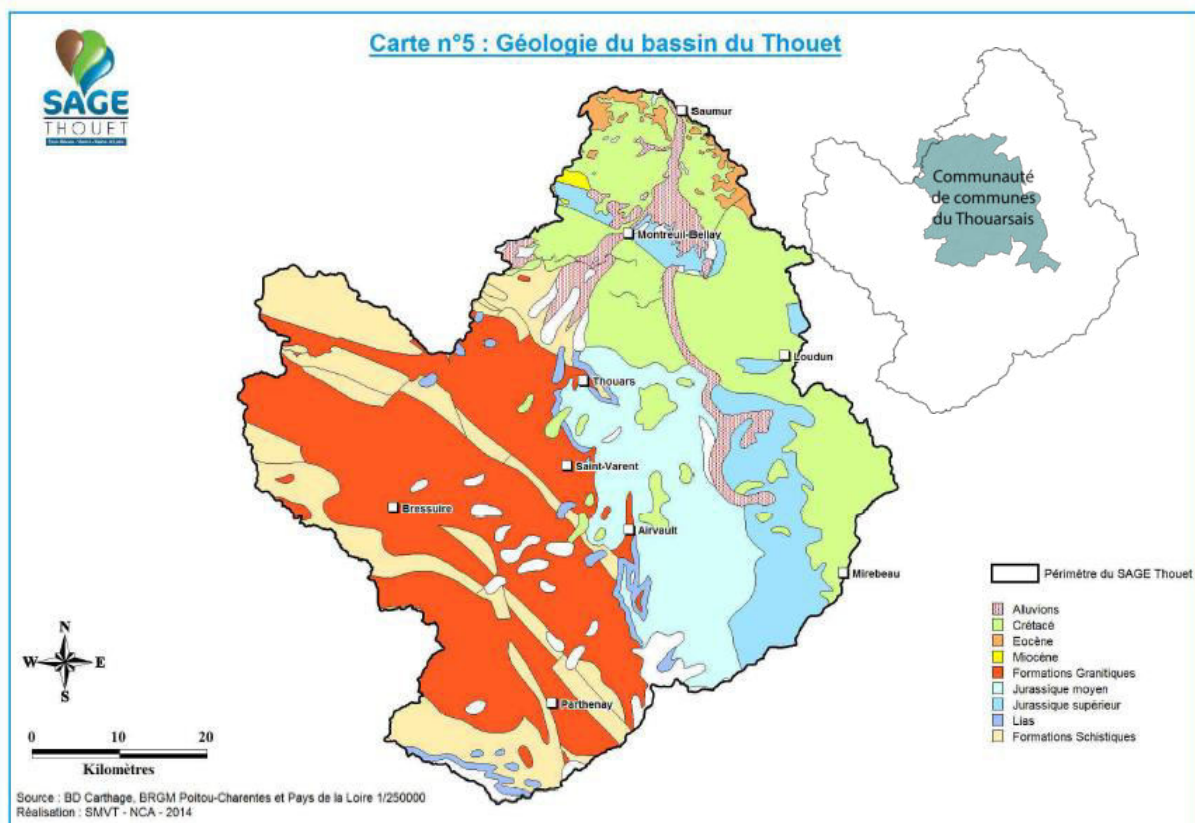 Carte n°5 : Géologie du bassin du Thouet
SAGE
THOUET
Saumur
Communauté
de communes
du Thouarsais
Montreuil-Bellay
Loudun
Thouars
Saint-Varent
Bressuire
Airvault
Mirebeau
Parthenay
Périmètre du SAGE Thouet
Alluvions
Crétacé
Eocène
Miocène
Formations Granitiques
Jurassique moyen
Jurassique supérieur
Lias
Formations Schistiques
N
W E
S
0 10 20
Kilomètres
Source : BD Carthage, BRGM Poitou-Charentes et Pays de la Loire 1/250000
Réalisation : SMVT - NCA - 2014